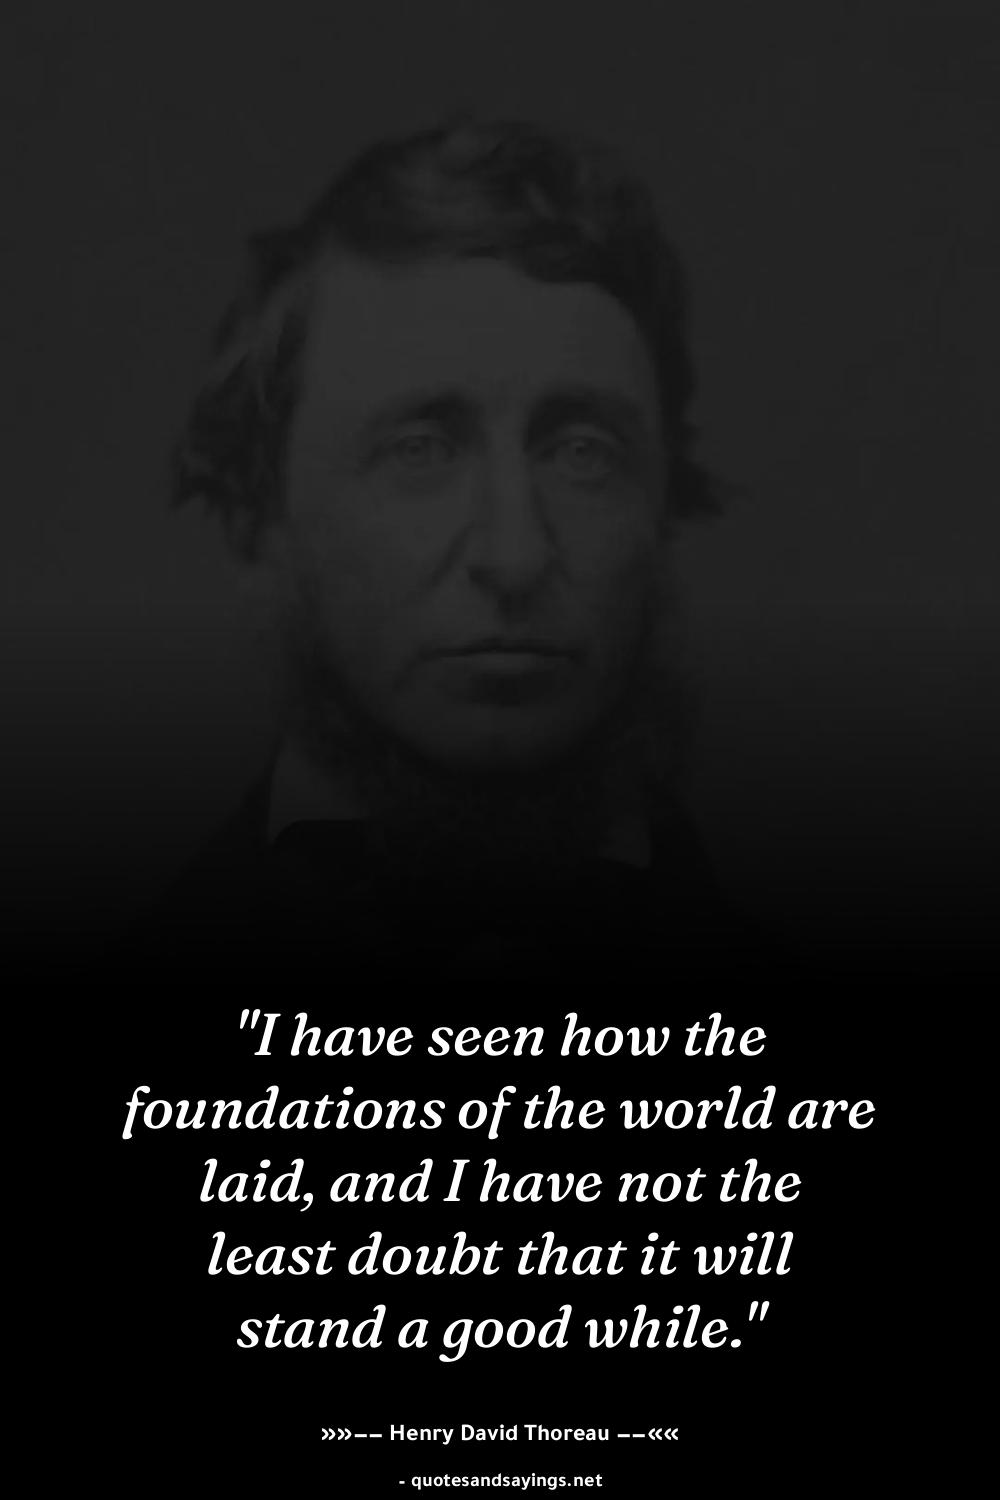 "I have seen how the
foundations of the world are
laid, and I have not the
least doubt that it will
stand a good while."
»»−− Henry David Thoreau −−««
- quotesandsayings.net